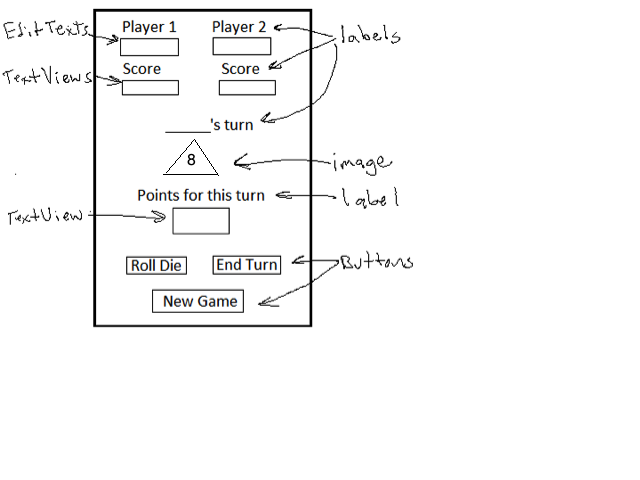 EditTexts
Player 1
Player 2
labels
TextViews
Score
Score
_____'s turn
8
image
Points for this turn
label
TextView
Roll Die
End Turn
Buttons
New Game